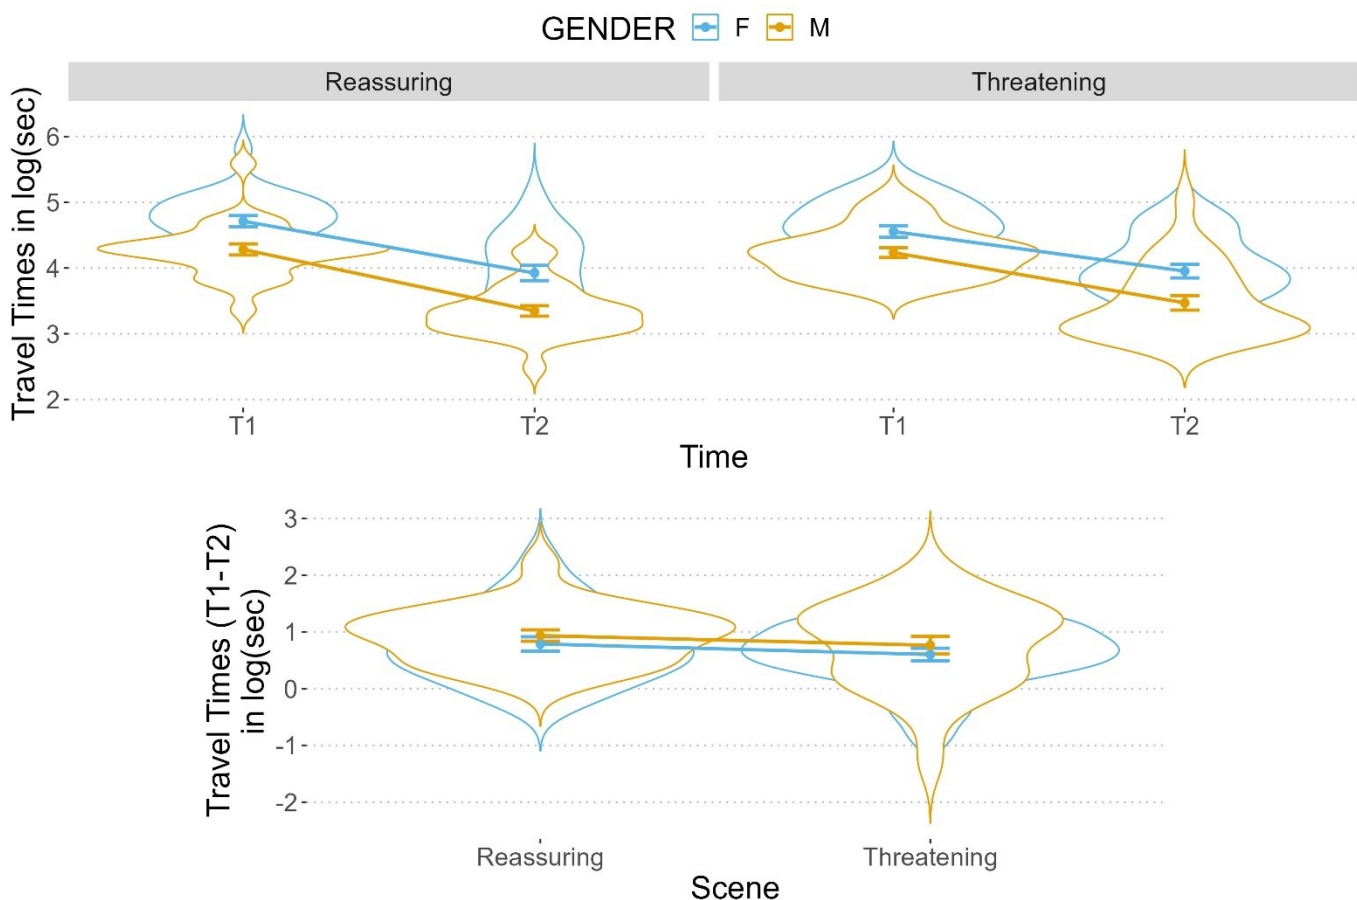 GENDER F M
Reassuring Threatening
Travel Times in log(sec)
6
5
4
3
2
T1 T2 T1 T2
Time
Travel Times (T1-T2)
in log(sec)
3
2
1
0
-1
-2
Reassuring Threatening
Scene